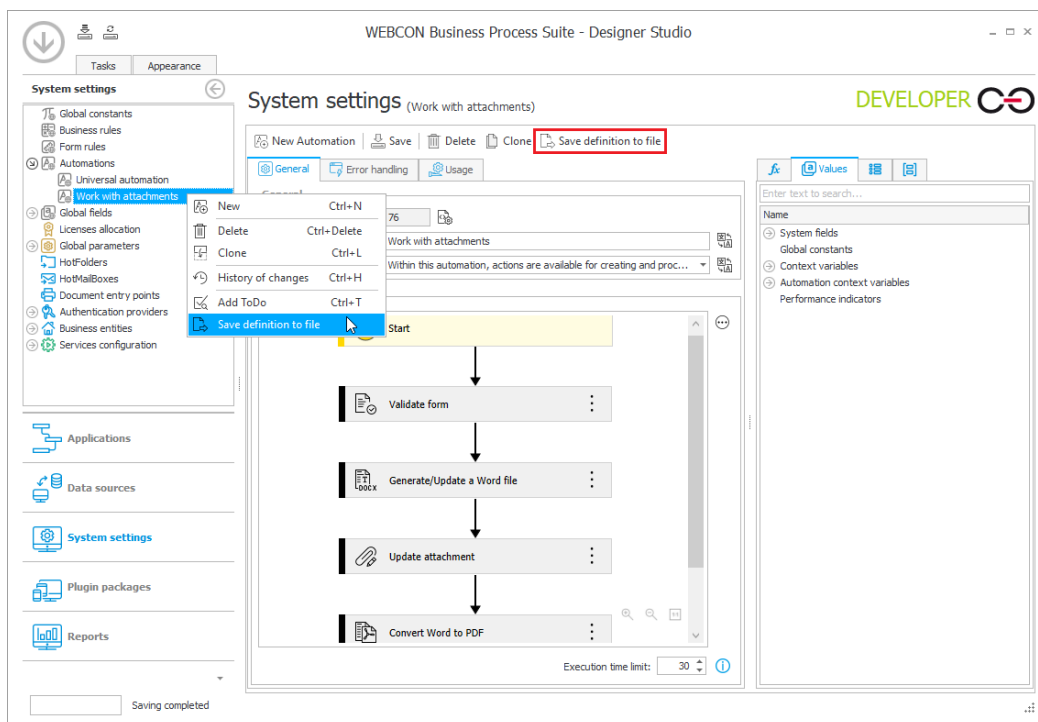 WEBCON Business Process Suite - Designer Studio
Tasks
Appearance
System settings
Global constants
Business rules
Form rules
Automations
Universal automation
Work with attachments
Global fields
Licenses allocation
Global parameters
HotFolders
HotMailBoxes
Document entry points
Authentication providers
Business entities
Services configuration
New Ctrl+N
Delete Ctrl+Delete
Clone Ctrl+L
History of changes Ctrl+H
Add ToDo Ctrl+T
Save definition to file
Applications
Data sources
System settings
Plugin packages
Reports
Saving completed
System settings (Work with attachments)
DEVELOPER
New Automation Save Delete Clone Save definition to file
General Error handling Usage
General
76
Work with attachments
Within this automation, actions are available for creating and proc...
Start
Validate form
DOCX
Generate/Update a Word file
Update attachment
Convert Word to PDF
Execution time limit: 30
fx Values
Enter text to search...
Name
System fields
Global constants
Context variables
Automation context variables
Performance indicators